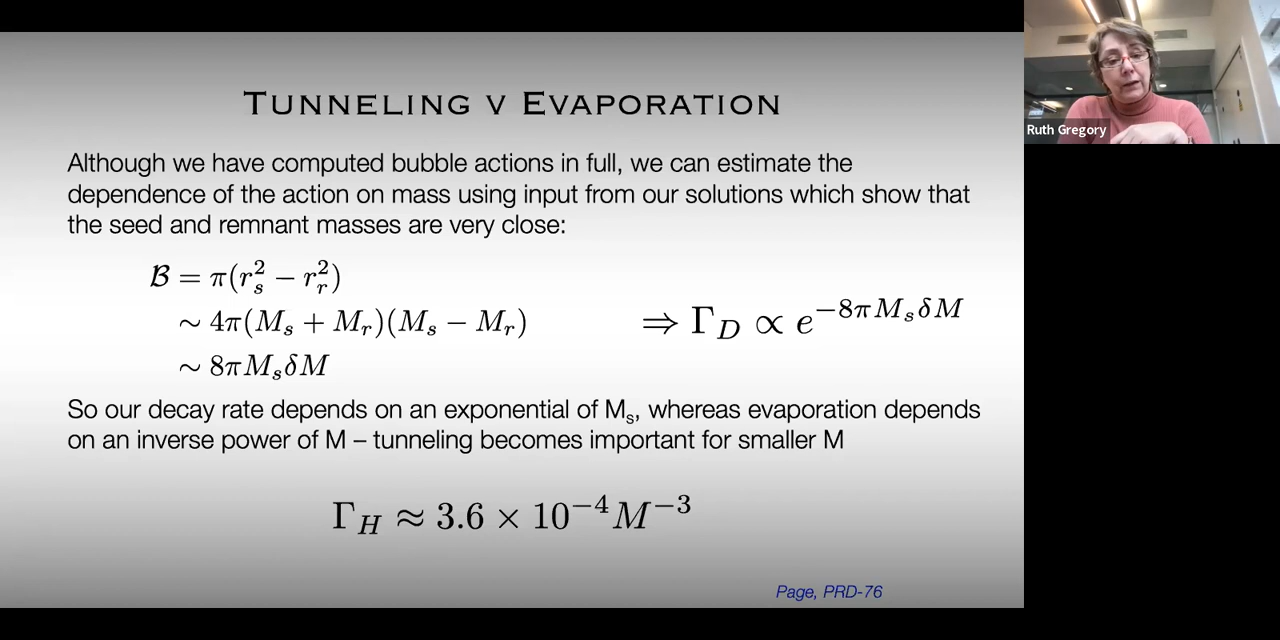 TUNNELING V EVAPORATION
Although we have computed bubble actions in full, we can estimate the
dependence of the action on mass using input from our solutions which show that
the seed and remnant masses are very close:
ℬ = π(r_s^2 − r_r^2)
∼ 4π(M_s + M_r)(M_s − M_r)
⇒ Γ_D ∝ e^{−8πM_sδM}
∼ 8πM_sδM
So our decay rate depends on an exponential of M_s, whereas evaporation depends
on an inverse power of M – tunneling becomes important for smaller M
Γ_H ≈ 3.6 × 10^{−4}M^{−3}
Page, PRD-76
Ruth Gregory